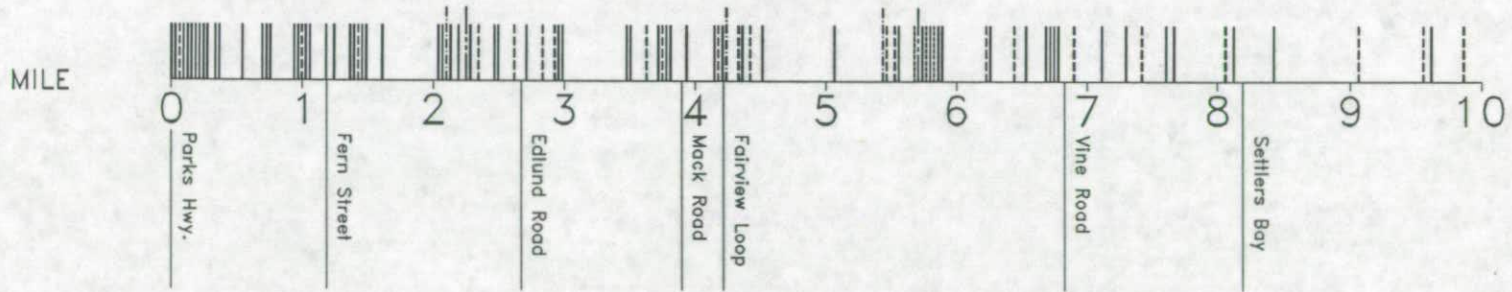 MILE
0 1 2 3 4 5 6 7 8 9 10
Parks Hwy.
Fern Street
Edlund Road
Mack Road
Fairview Loop
Vine Road
Settlers Bay